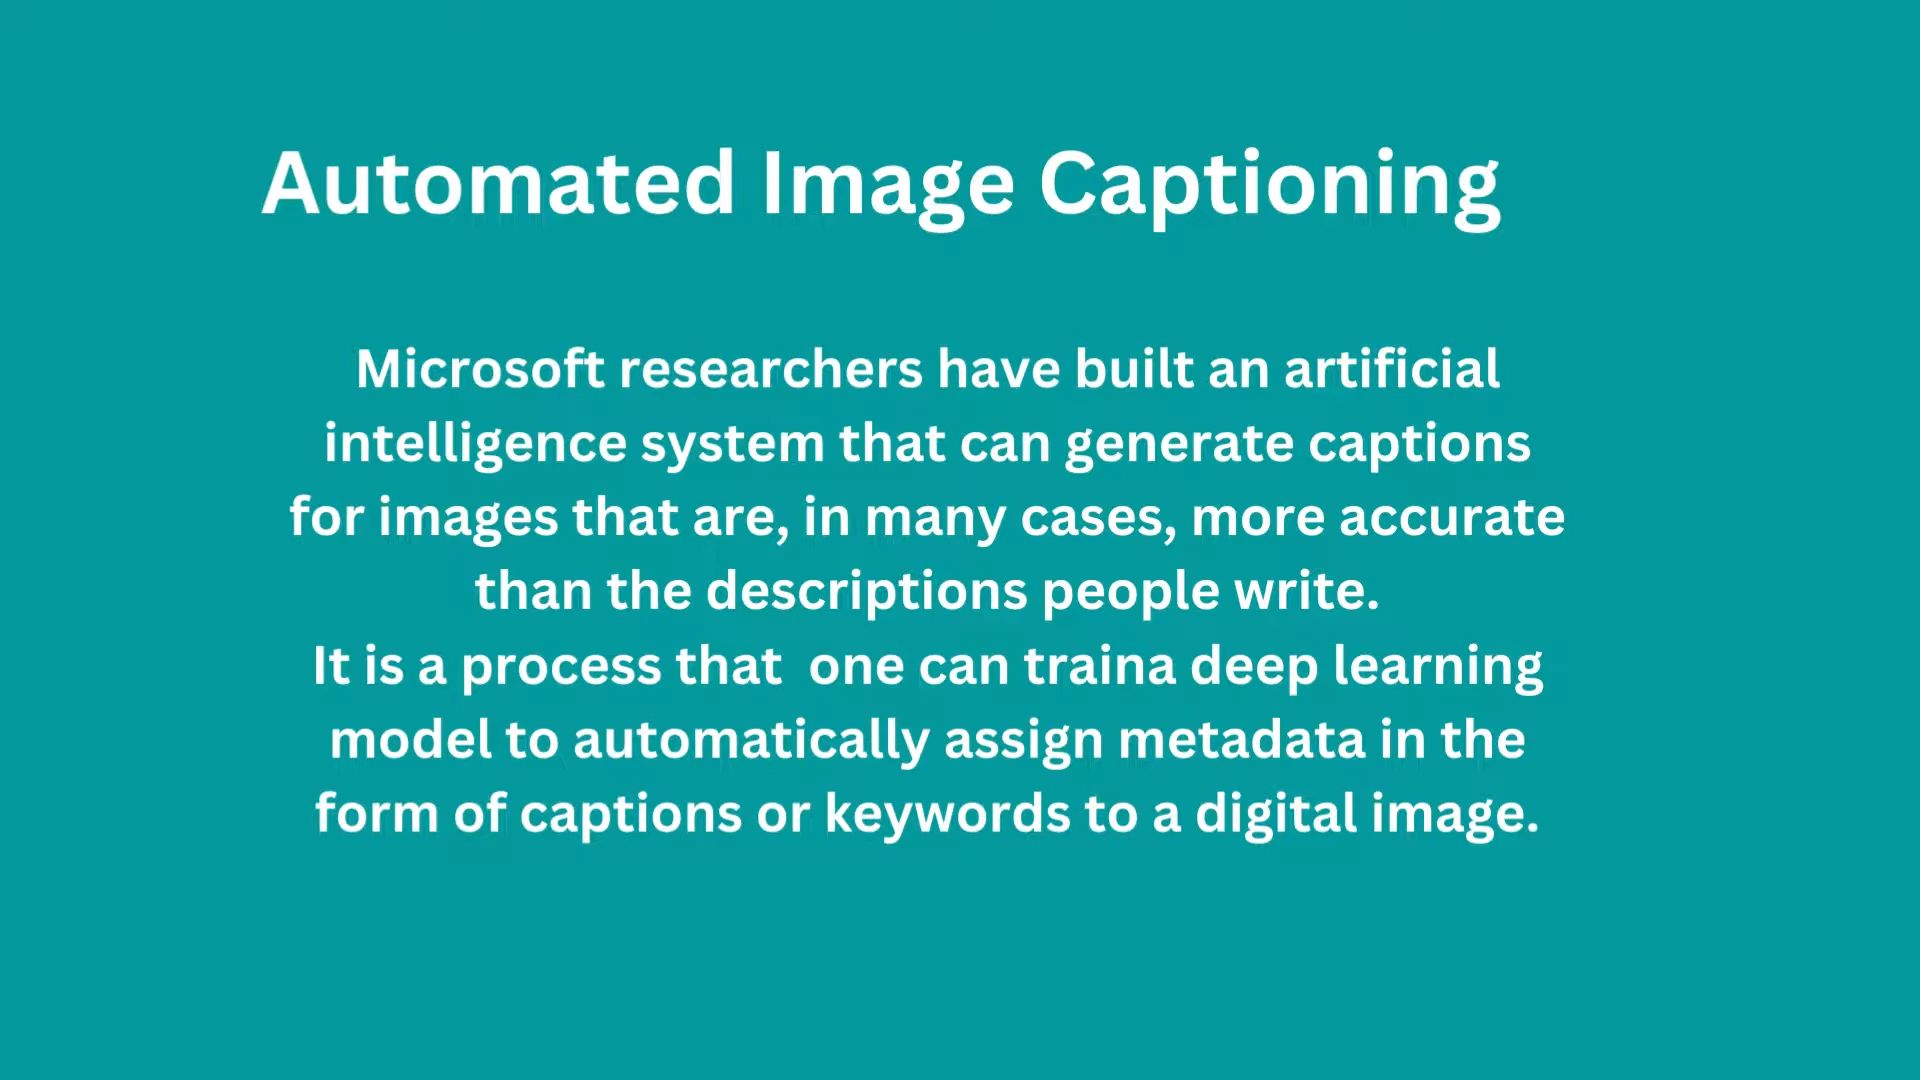 Automated Image Captioning
Microsoft researchers have built an artificial
intelligence system that can generate captions
for images that are, in many cases, more accurate
than the descriptions people write.
It is a process that  one can traina deep learning
model to automatically assign metadata in the
form of captions or keywords to a digital image.